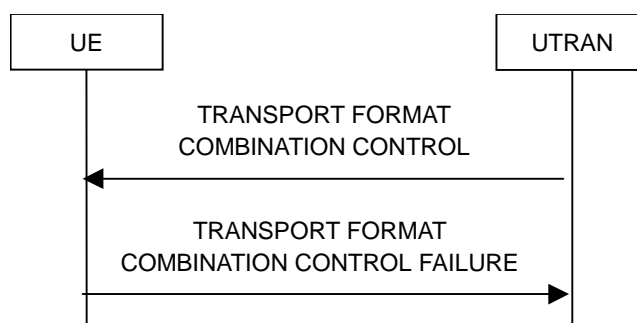 UE
UTRAN
TRANSPORT FORMAT
COMBINATION CONTROL
TRANSPORT FORMAT
COMBINATION CONTROL FAILURE